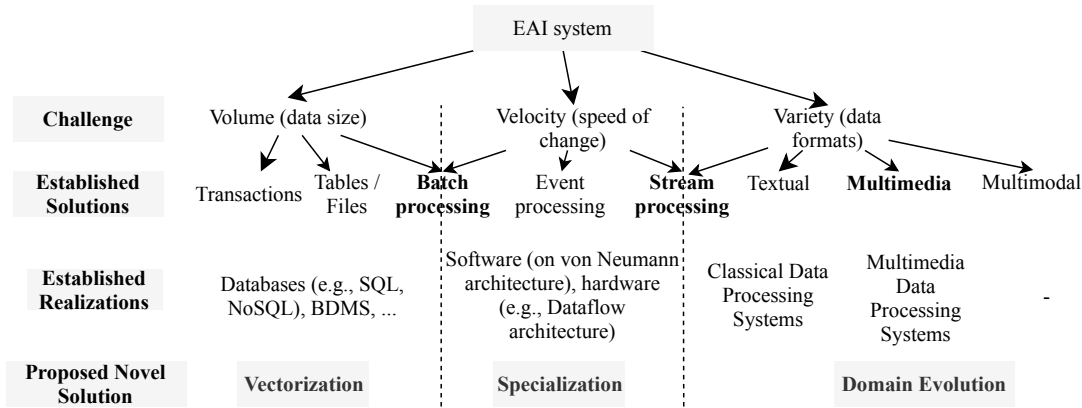 EAI system
Challenge
Volume (data size)
Velocity (speed of
change)
Variety (data
formats)
Established
Solutions
Transactions
Tables /
Files
Batch
processing
Event
processing
Stream
processing
Textual
Multimedia
Multimodal
Established
Realizations
Databases (e.g., SQL,
NoSQL), BDMS, ...
Software (on von Neumann
architecture), hardware
(e.g., Dataflow
architecture)
Classical Data
Processing
Systems
Multimedia
Data
Processing
Systems
-
Proposed Novel
Solution
Vectorization
Specialization
Domain Evolution